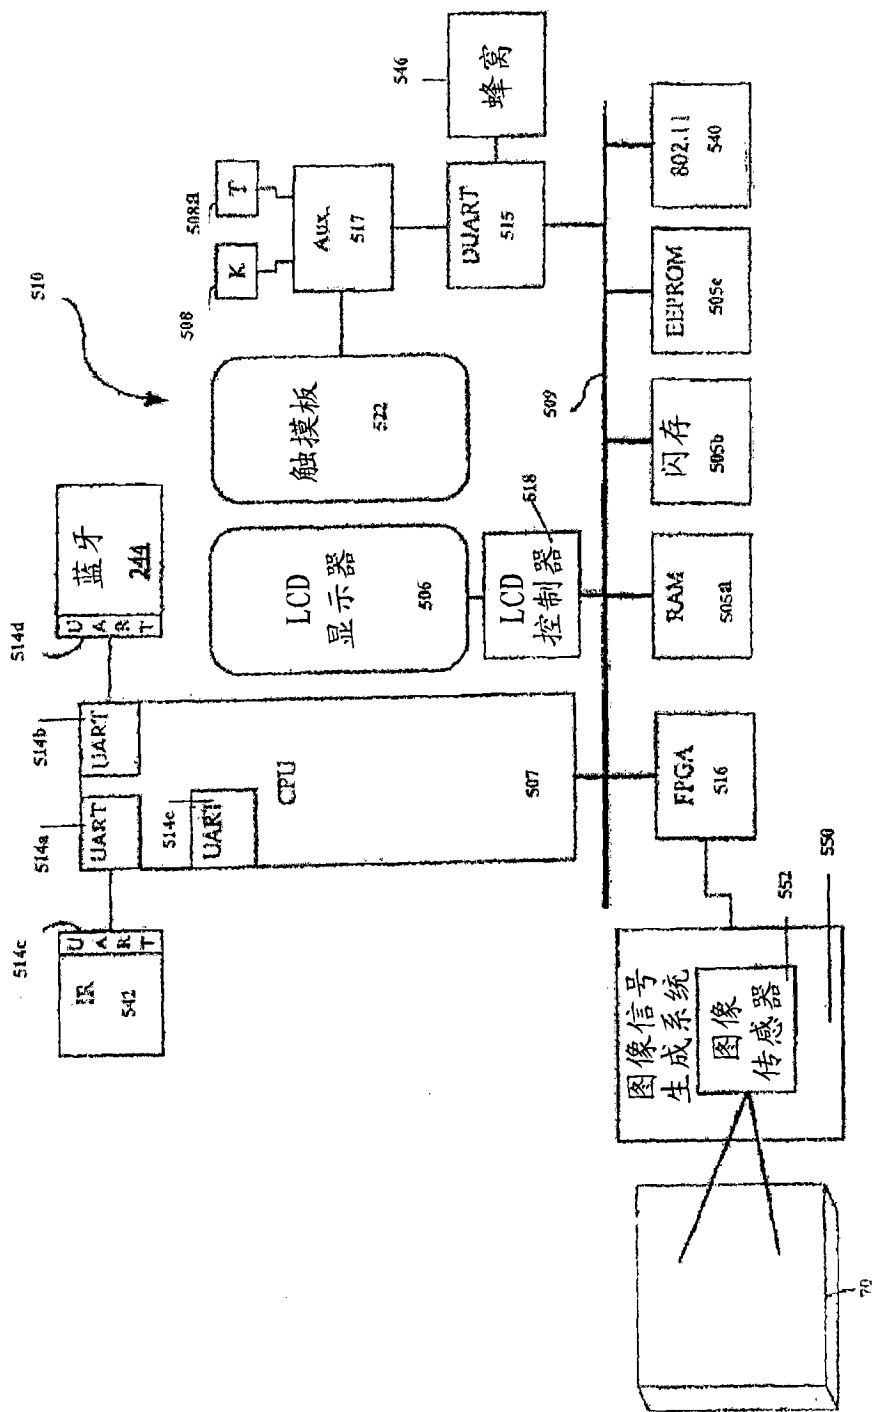 514c
514a
514b
514d
510
IR
542
U
A
R
T
UART
UART
U
A
R
T
蓝牙
244
508
508a
K
T
514e
UART
CPU
507
LCD
显示器
506
触摸板
522
Aux.
517
546
蜂窝
DUART
515
LCD
控制器
518
509
图像信号
生成系统
图像
传感器
552
550
70
FPGA
516
RAM
505a
闪存
505b
EEPROM
505c
802.11
540